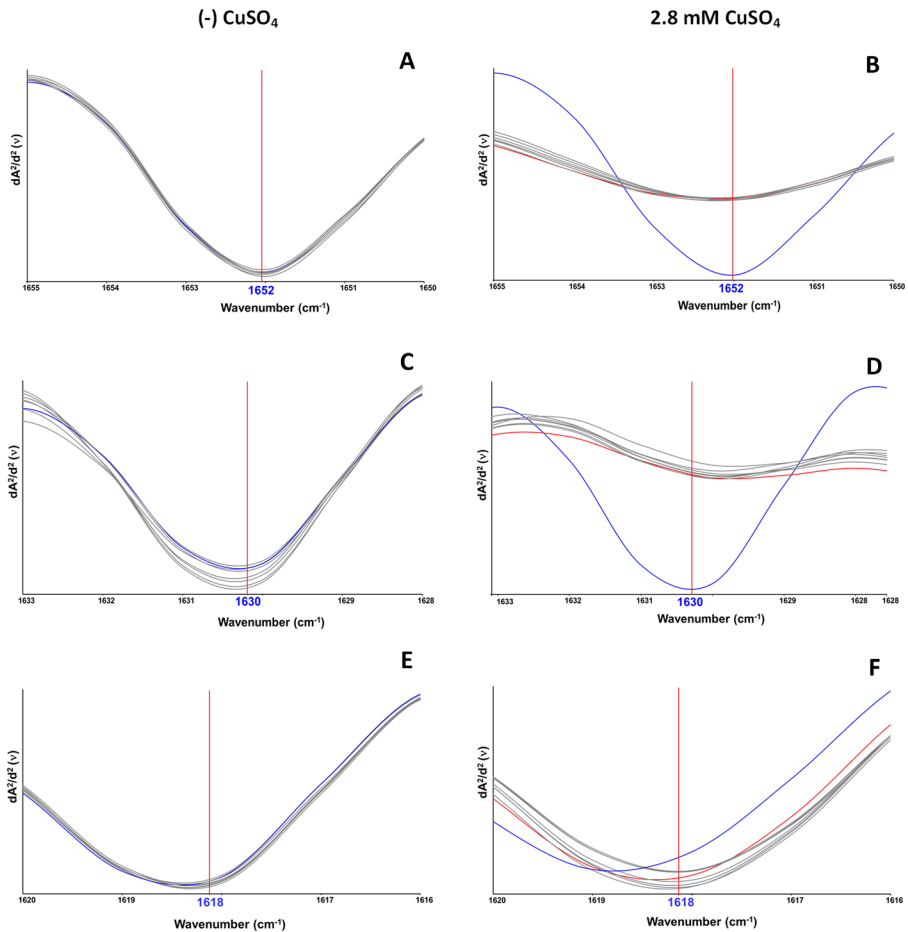 (-) CuSO₄
2.8 mM CuSO₄
A
dA²/d² (ν)
1655 1654 1653 1652 1651 1650
Wavenumber (cm⁻¹)
B
dA²/d² (ν)
1655 1654 1653 1652 1651 1650
Wavenumber (cm⁻¹)
C
dA²/d² (ν)
1633 1632 1631 1630 1629 1628
Wavenumber (cm⁻¹)
D
dA²/d² (ν)
1633 1632 1631 1630 1629 1628 1628
Wavenumber (cm⁻¹)
E
dA²/d² (ν)
1620 1619 1618 1617 1616
Wavenumber (cm⁻¹)
F
dA²/d² (ν)
1620 1619 1618 1617 1616
Wavenumber (cm⁻¹)